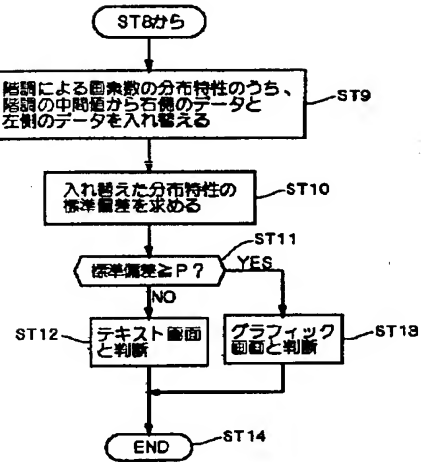 ST8から
階調による画素数の分布特性のうち、
階調の中間値から右側のデータと
左側のデータを入れ替える
ST9
入れ替えた分布特性の
標準偏差を求める
ST10
標準偏差≧P?
ST11
YES
NO
ST12
テキスト画面
と判断
グラフィック
画面と判断
ST13
END
ST14